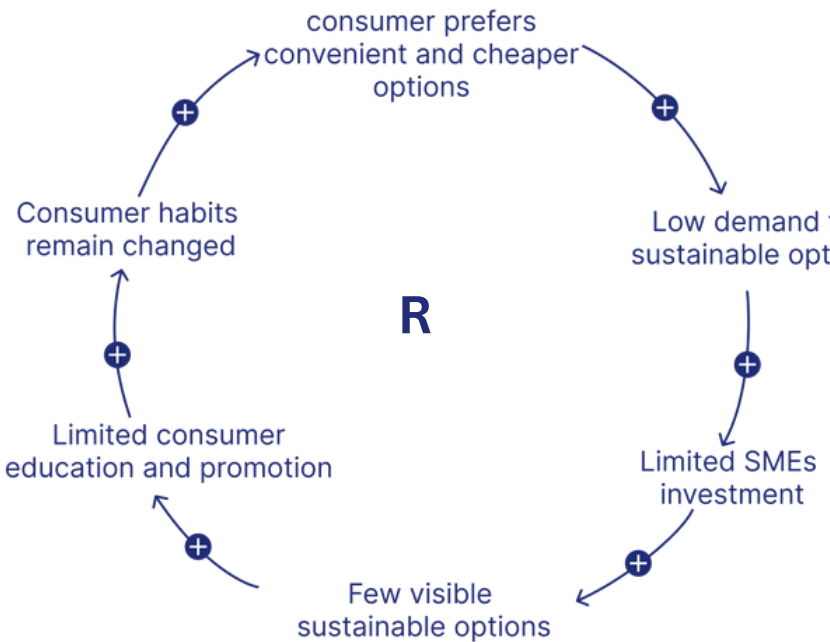 consumer prefers
convenient and cheaper
options
Low demand
sustainable
Limited SMEs
investment
Few visible
sustainable options
Limited consumer
education and promotion
Consumer habits
remain changed
R